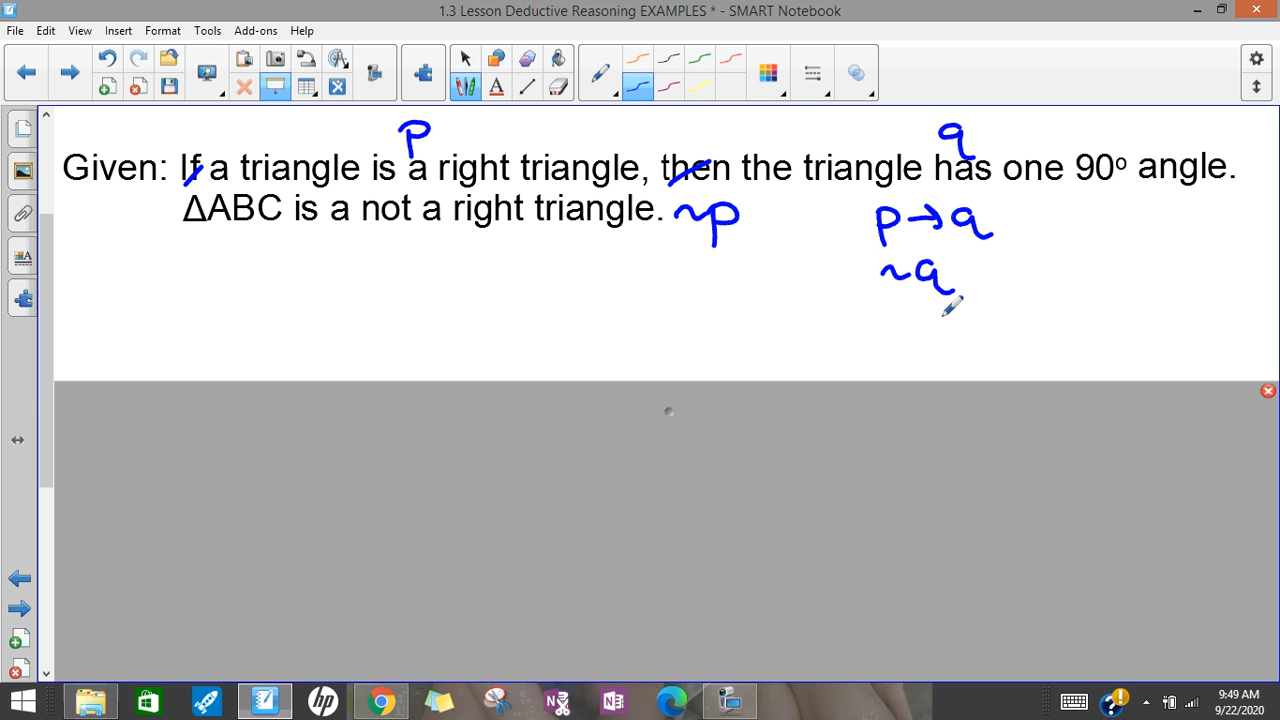 1.3 Lesson Deductive Reasoning EXAMPLES * - SMART Notebook
File Edit View Insert Format Tools Add-ons Help
p q
Given: If a triangle is a right triangle, then the triangle has one 90° angle.
ΔABC is a not a right triangle. ~p
p→q
~q
9:49 AM
9/22/2020